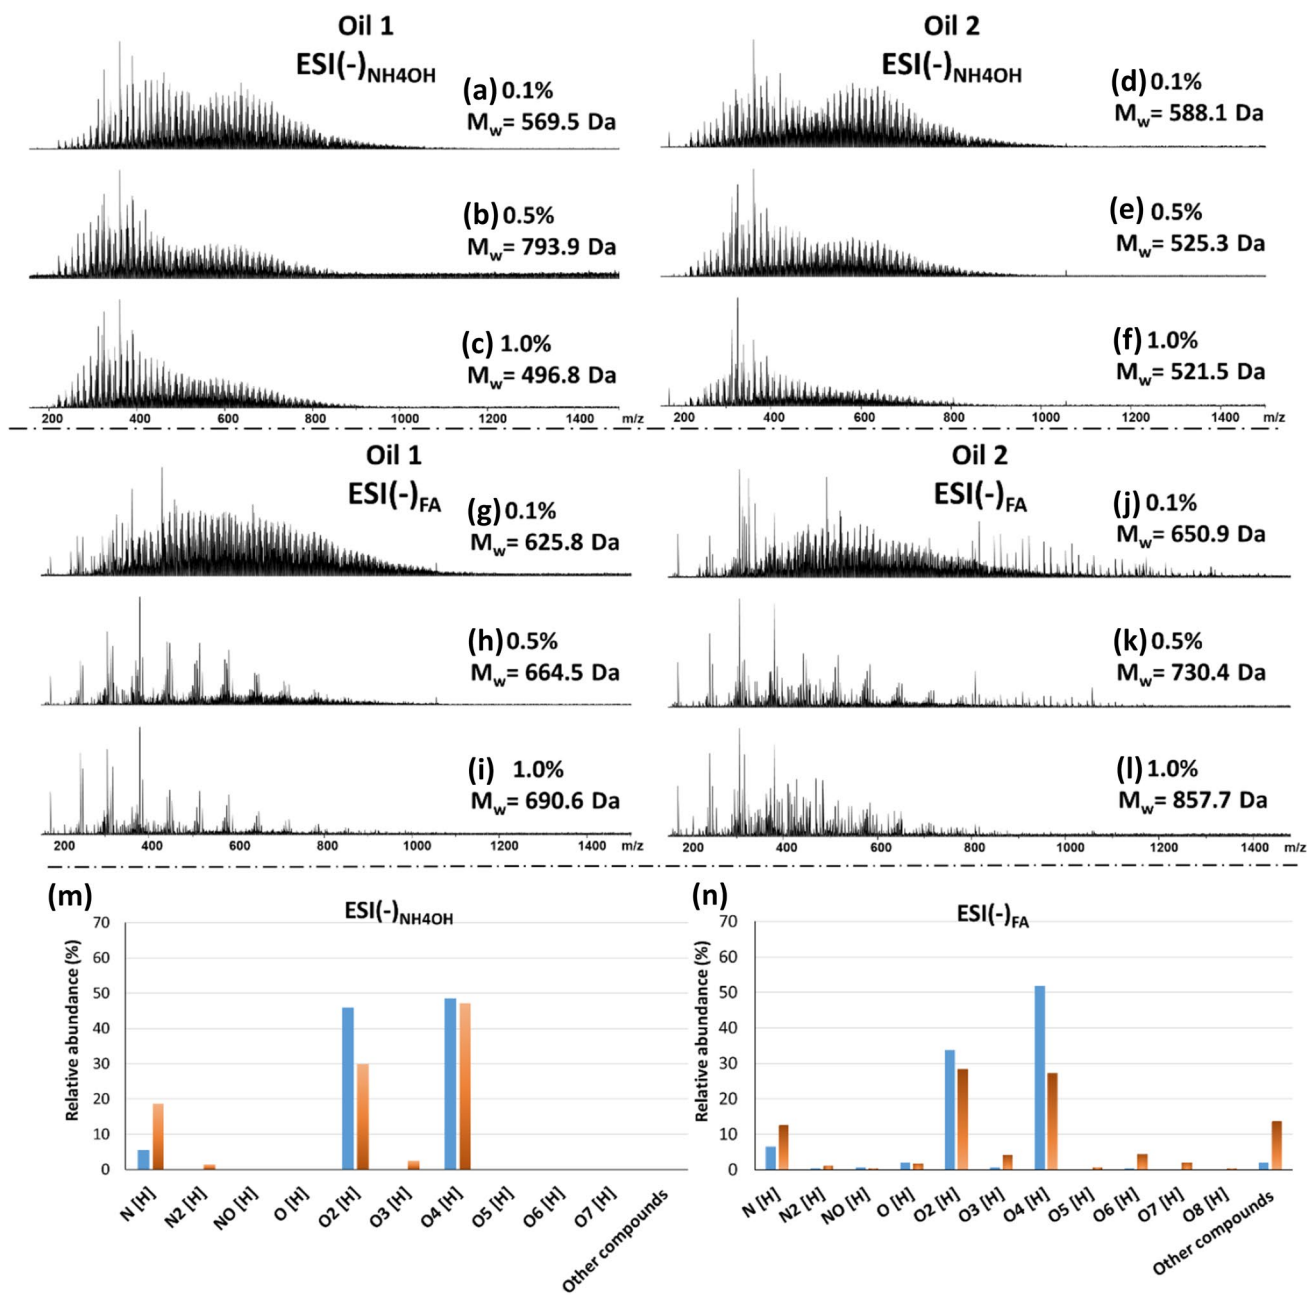 Oil 1
ESI(-)NH4OH
(a) 0.1%
Mw= 569.5 Da
(b) 0.5%
Mw= 793.9 Da
(c) 1.0%
Mw= 496.8 Da
200 400 600 800 1000 1200 1400 m/z
Oil 2
ESI(-)NH4OH
(d) 0.1%
Mw= 588.1 Da
(e) 0.5%
Mw= 525.3 Da
(f) 1.0%
Mw= 521.5 Da
200 400 600 800 1000 1200 1400 m/z
Oil 1
ESI(-)FA
(g) 0.1%
Mw= 625.8 Da
(h) 0.5%
Mw= 664.5 Da
(i) 1.0%
Mw= 690.6 Da
200 400 600 800 1000 1200 1400 m/z
Oil 2
ESI(-)FA
(j) 0.1%
Mw= 650.9 Da
(k) 0.5%
Mw= 730.4 Da
(l) 1.0%
Mw= 857.7 Da
200 400 600 800 1000 1200 1400 m/z
(m)
ESI(-)NH4OH
Relative abundance (%)
70
60
50
40
30
20
10
0
N [H] N2 [H] NO [H] O [H] O2 [H] O3 [H] O4 [H] O5 [H] O6 [H] O7 [H] Other compounds
(n)
ESI(-)FA
Relative abundance (%)
70
60
50
40
30
20
10
0
N [H] N2 [H] NO [H] O [H] O2 [H] O3 [H] O4 [H] O5 [H] O6 [H] O7 [H] O8 [H] Other compounds